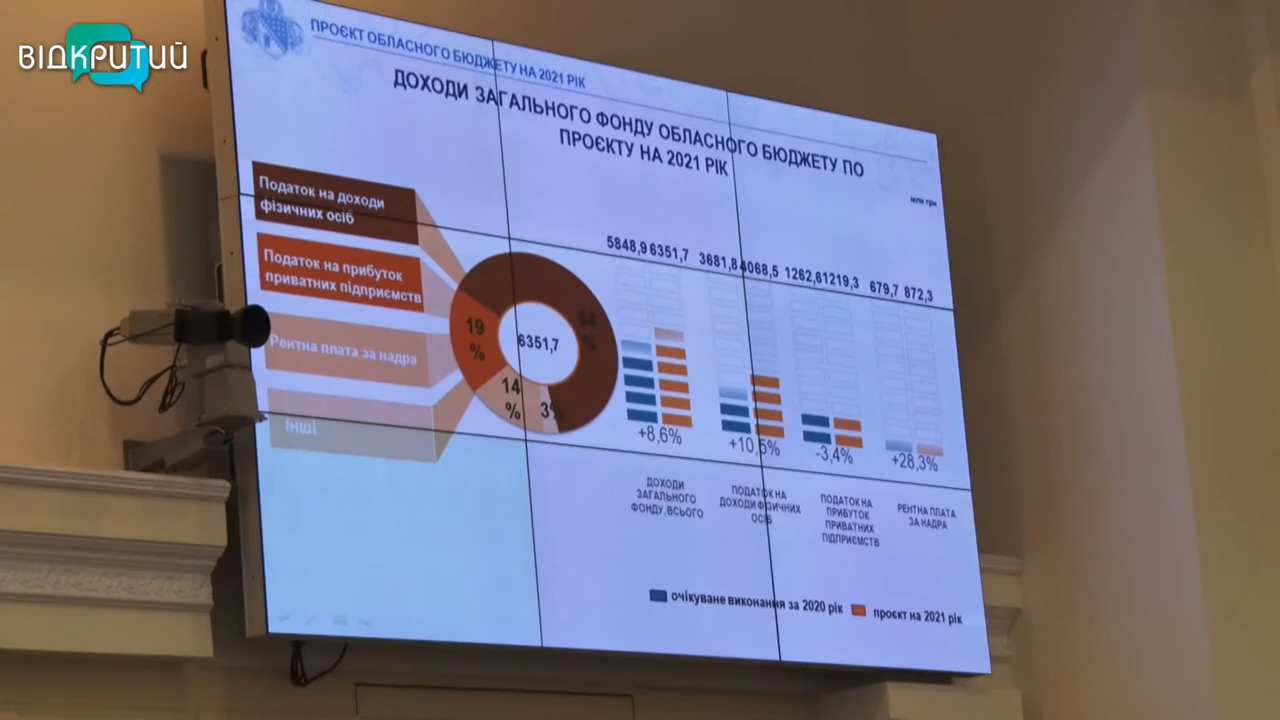 ВІДКРИТИЙ
ПРОЄКТ ОБЛАСНОГО БЮДЖЕТУ НА 2021 РІК
ДОХОДИ ЗАГАЛЬНОГО ФОНДУ ОБЛАСНОГО БЮДЖЕТУ ПО
ПРОЄКТУ НА 2021 РІК
млн грн
Податок на доходи
фізичних осіб
Податок на прибуток
приватних підприємств
Рентна плата за надра
Інші
64
%
19
%
14
%
3%
6351,7
5848,9 6351,7 3681,8 4068,5 1262,6 1219,3 679,7 872,3
+8,6% +10,5% -3,4% +28,3%
ДОХОДИ
ЗАГАЛЬНОГО
ФОНДУ, ВСЬОГО
ПОДАТОК НА
ДОХОДИ ФІЗИЧНИХ
ОСІБ
ПОДАТОК НА
ПРИБУТОК
ПРИВАТНИХ
ПІДПРИЄМСТВ
РЕНТНА ПЛАТА
ЗА НАДРА
очікуване виконання за 2020 рік
проєкт на 2021 рік